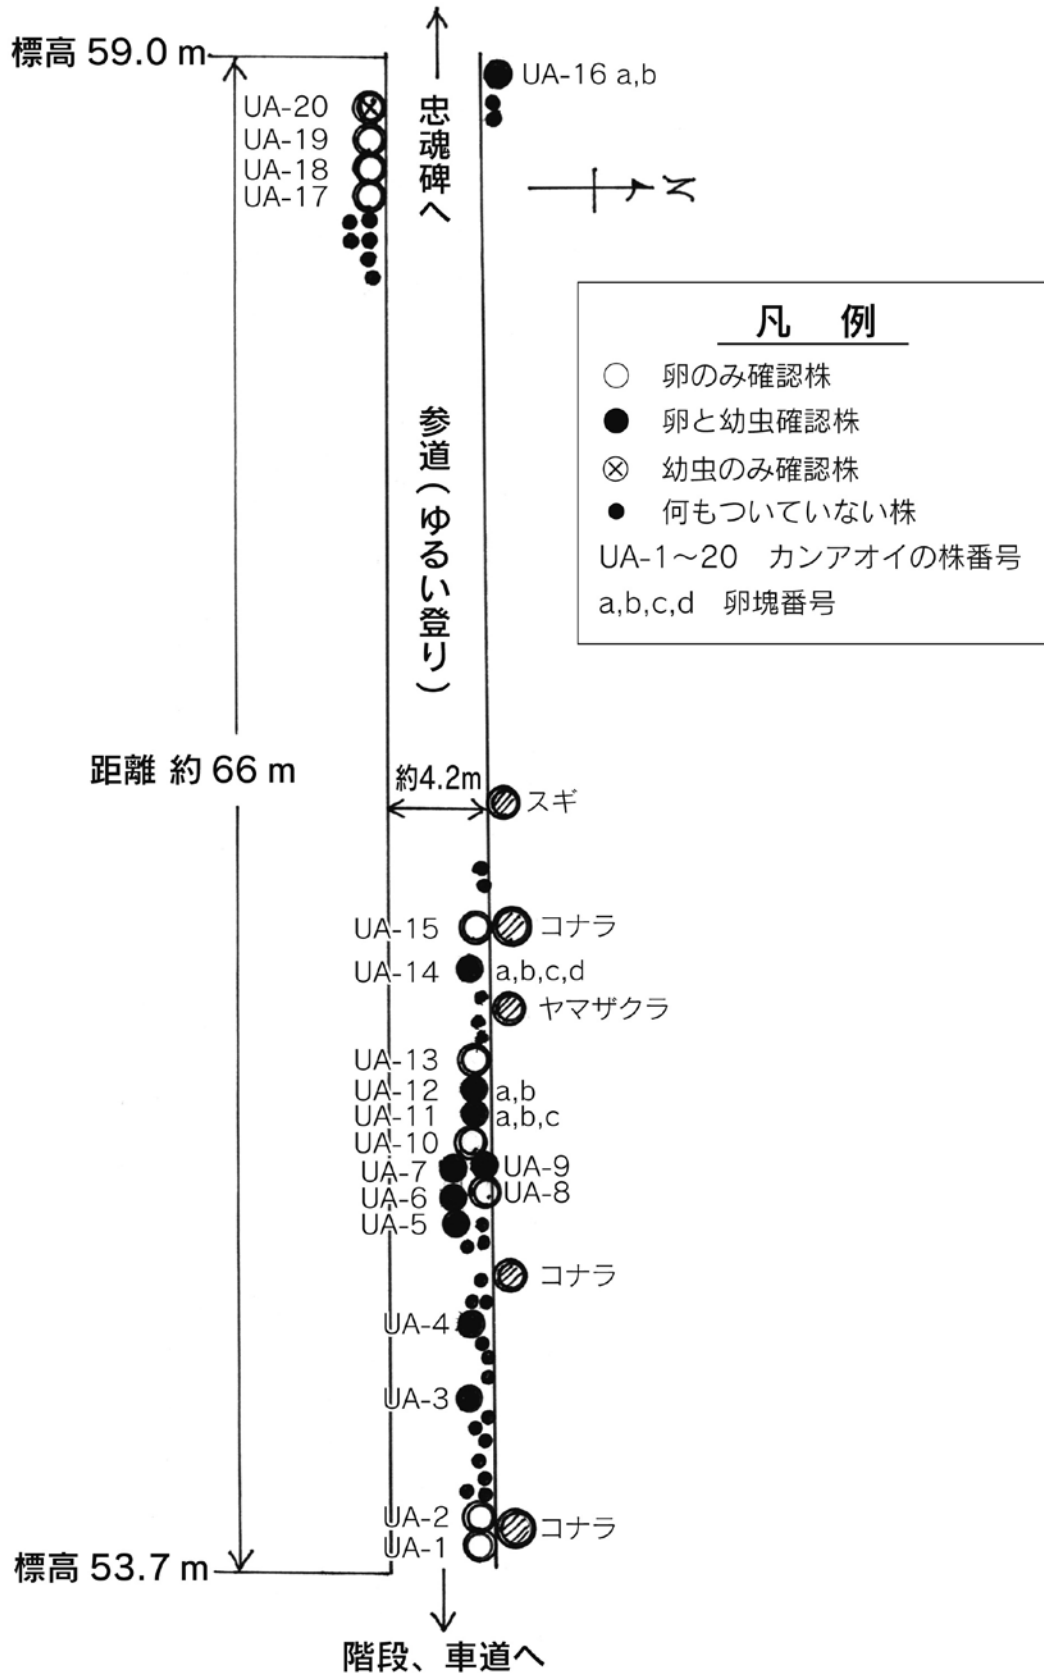 標高 59.0 m
UA-16 a,b
UA-20
UA-19
UA-18
UA-17
忠魂碑へ
N
凡 例
○ 卵のみ確認株
● 卵と幼虫確認株
⊗ 幼虫のみ確認株
● 何もついていない株
UA-1～20 カンアオイの株番号
a,b,c,d 卵塊番号
参道(ゆるい登り)
距離 約 66 m
約4.2m
スギ
UA-15
コナラ
UA-14 a,b,c,d
ヤマザクラ
UA-13
UA-12 a,b
UA-11 a,b,c
UA-10
UA-7
UA-9
UA-6
UA-8
UA-5
コナラ
UA-4
UA-3
UA-2
コナラ
UA-1
標高 53.7 m
階段、車道へ